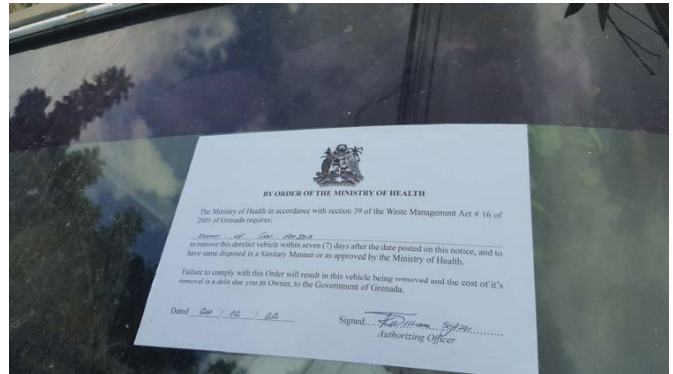 BY ORDER OF THE MINISTRY OF HEALTH
The Ministry of Health in accordance with section 39 of the Waste Management Act # 16 of
2001 of Grenada requires;
Owner of
to remove this derelict vehicle within seven (7) days after the date posted on this notice, and to
have same disposed in a Sanitary Manner or as approved by the Ministry of Health.
Failure to comply with this Order will result in this vehicle being removed and the cost of it's
removal is a debt due you as Owner, to the Government of Grenada.
Dated / 02 / 22
Signed
Authorizing Officer